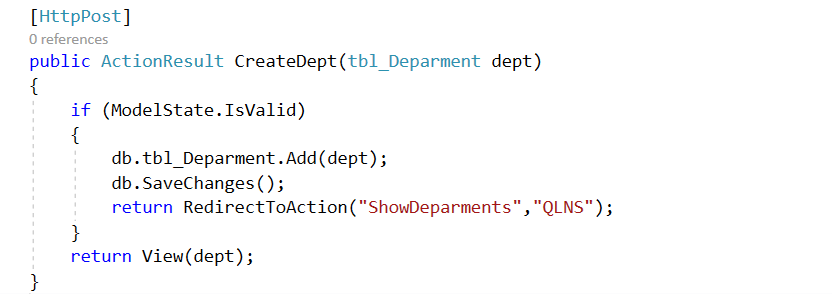 [HttpPost]
0 references
public ActionResult CreateDept(tbl_Deparment dept)
{
if (ModelState.IsValid)
{
db.tbl_Deparment.Add(dept);
db.SaveChanges();
return RedirectToAction("ShowDeparments","QLNS");
}
return View(dept);
}